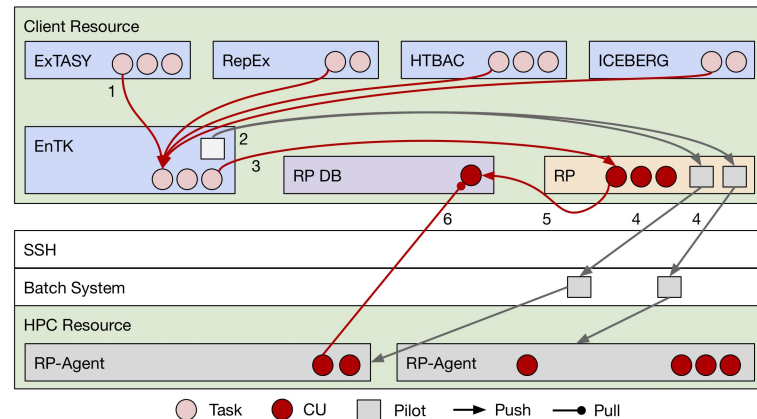 Client Resource
ExTASY
RepEx
HTBAC
ICEBERG
1
EnTK
2
3
RP DB
RP
6
5
4
4
SSH
Batch System
HPC Resource
RP-Agent
RP-Agent
Task
CU
Pilot
Push
Pull